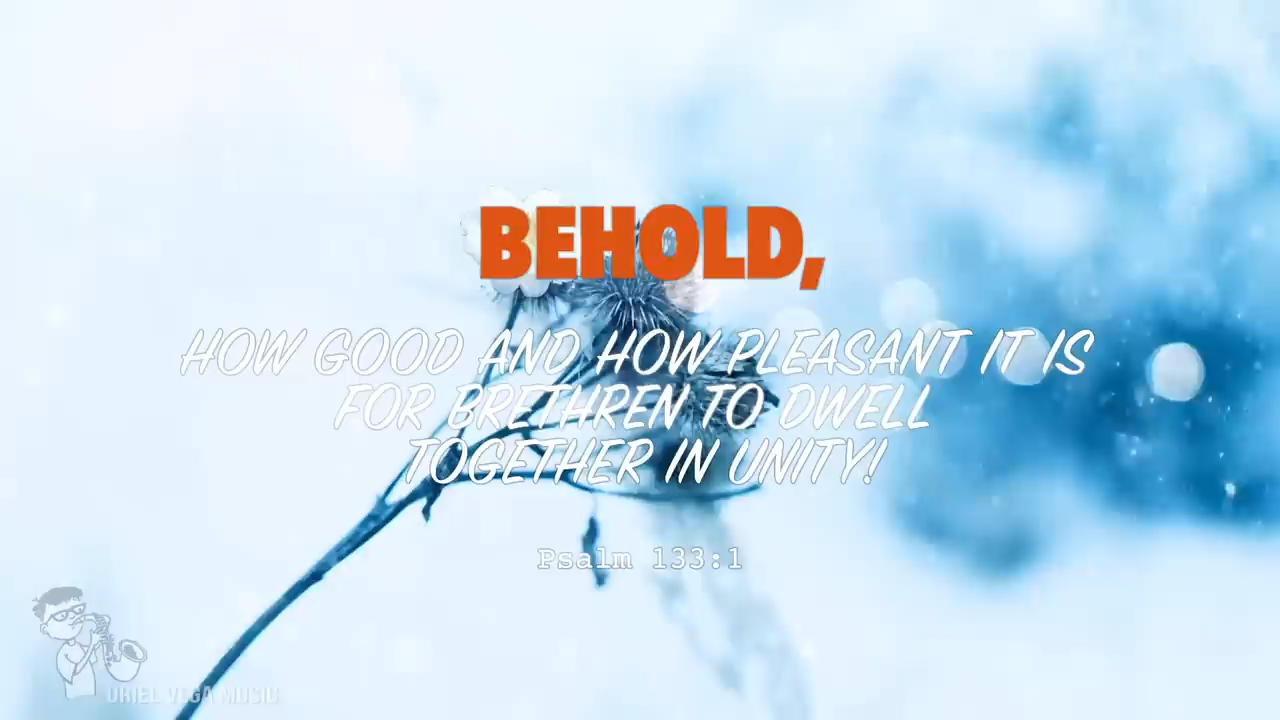 BEHOLD,
HOW GOOD AND HOW PLEASANT IT IS
FOR BRETHREN TO DWELL
TOGETHER IN UNITY!
Psalm 133:1
URIEL VEGA MUSIC